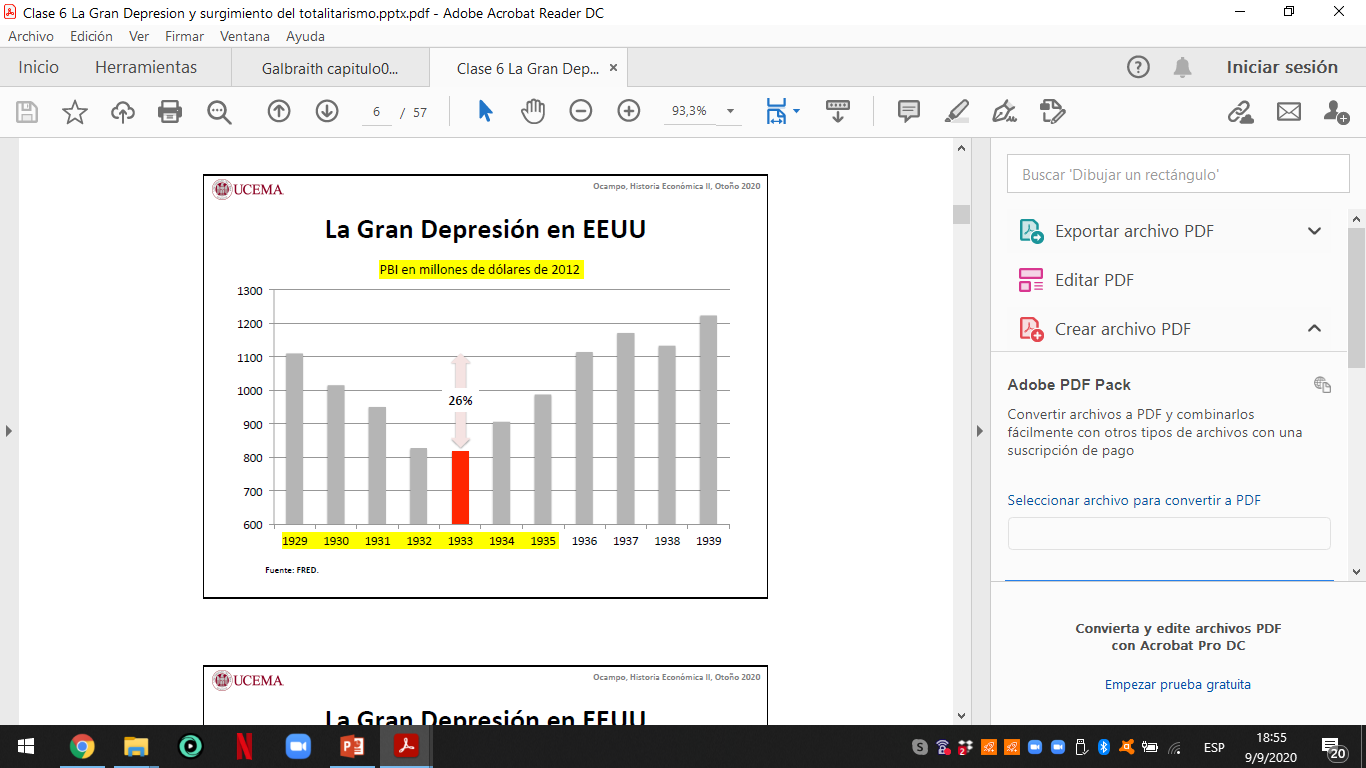 Clase 6 La Gran Depresion y surgimiento del totalitarismo.pptx.pdf - Adobe Acrobat Reader DC
Archivo Edición Ver Firmar Ventana Ayuda
Inicio Herramientas Galbraith capitulo0... Clase 6 La Gran Dep... × Iniciar sesión
6 / 57 93,3%
UCEMA
Ocampo, Historia Económica II, Otoño 2020
La Gran Depresión en EEUU
PBI en millones de dólares de 2012
1300
1200
1100
1000
900
800
700
600
26%
1929 1930 1931 1932 1933 1934 1935 1936 1937 1938 1939
Fuente: FRED.
UCEMA
Ocampo, Historia Económica II, Otoño 2020
La Gran Depresión en EEUU
Buscar 'Dibujar un rectángulo'
Exportar archivo PDF
Editar PDF
Crear archivo PDF
Adobe PDF Pack
Convertir archivos a PDF y combinarlos
fácilmente con otros tipos de archivos con una
suscripción de pago
Seleccionar archivo para convertir a PDF
Convierta y edite archivos PDF
con Acrobat Pro DC
Empezar prueba gratuita
ESP
18:55
9/9/2020
20